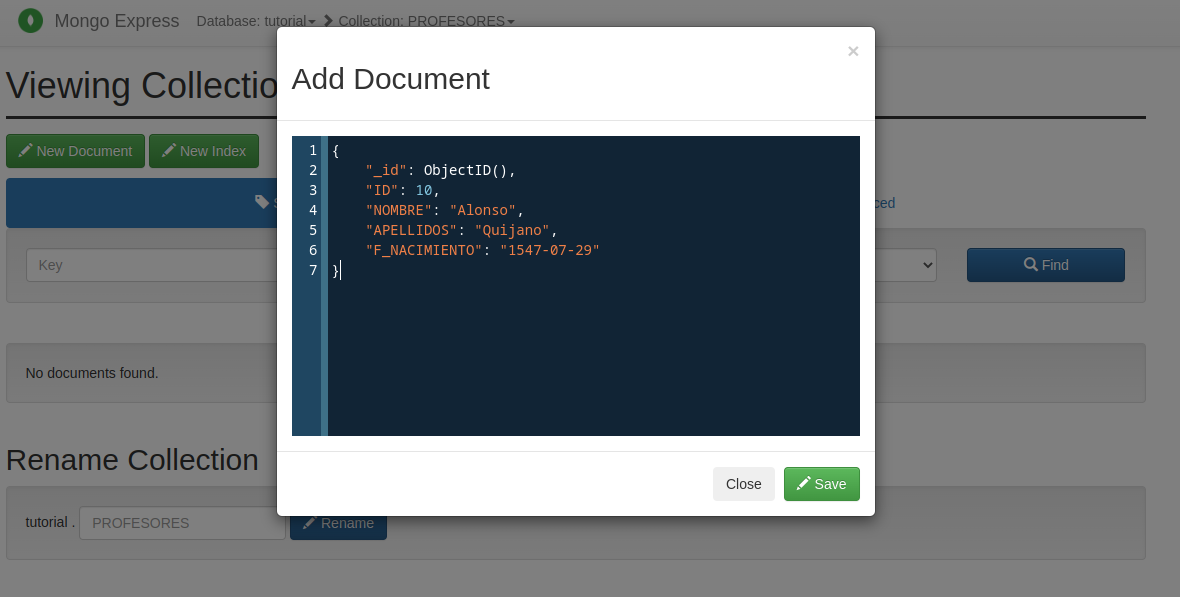 Mongo Express Database: tutorial Collection: PROFESORES
×
Add Document
Viewing Collectio
New Document New Index
1 {
2 "_id": ObjectID(),
3 "ID": 10,
4 "NOMBRE": "Alonso",
5 "APELLIDOS": "Quijano",
6 "F_NACIMIENTO": "1547-07-29"
7 }
Key
Find
No documents found.
Rename Collection
Close Save
tutorial . PROFESORES Rename